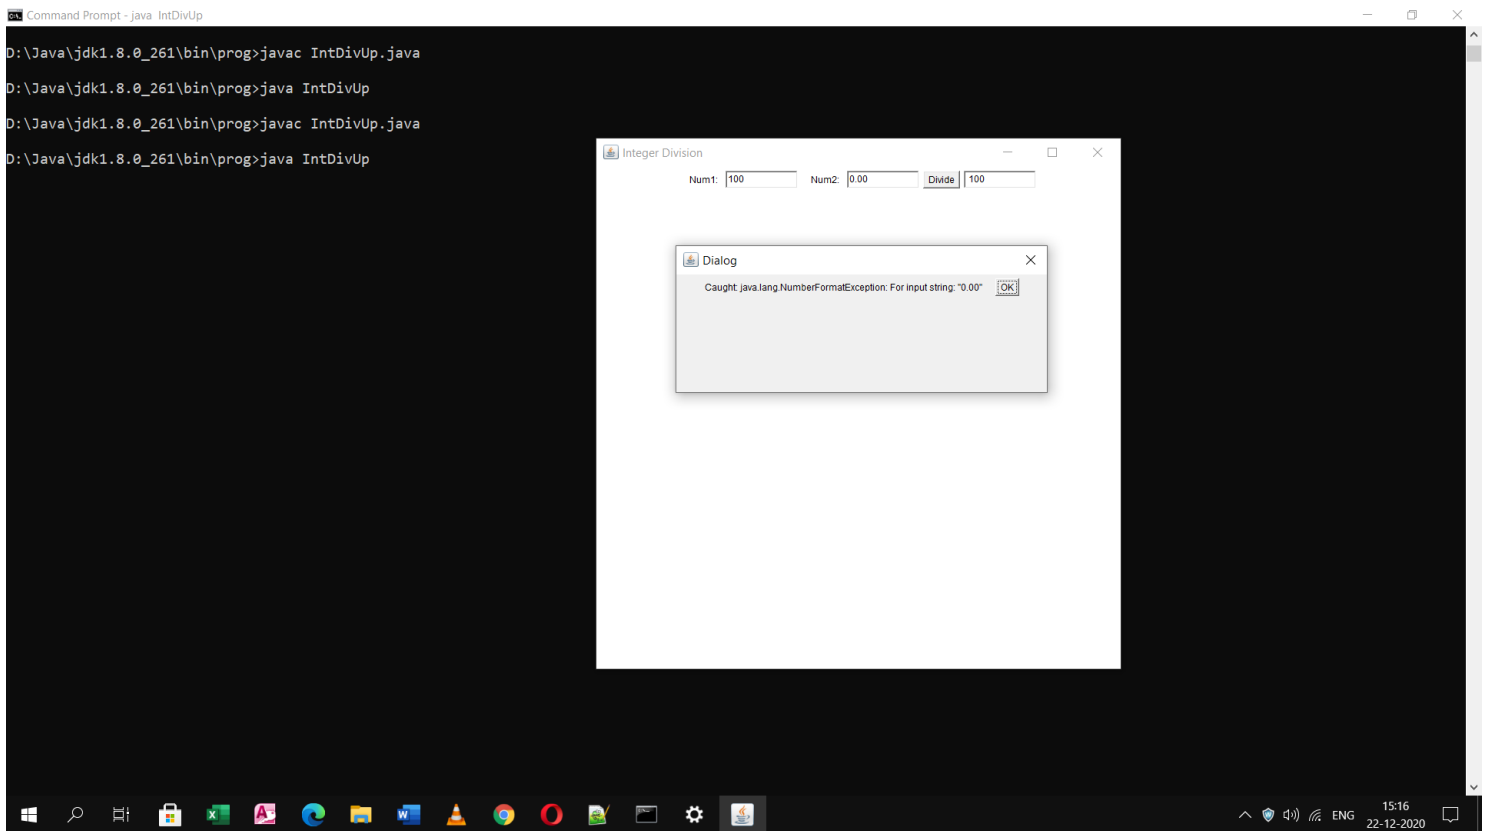 Command Prompt - java  IntDivUp
D:\Java\jdk1.8.0_261\bin\prog>javac IntDivUp.java
D:\Java\jdk1.8.0_261\bin\prog>java IntDivUp
D:\Java\jdk1.8.0_261\bin\prog>javac IntDivUp.java
D:\Java\jdk1.8.0_261\bin\prog>java IntDivUp
Integer Division
Num1: 100 Num2: 0.00 Divide 100
Dialog
Caught: java.lang.NumberFormatException: For input string: "0.00" OK
ENG
15:16
22-12-2020